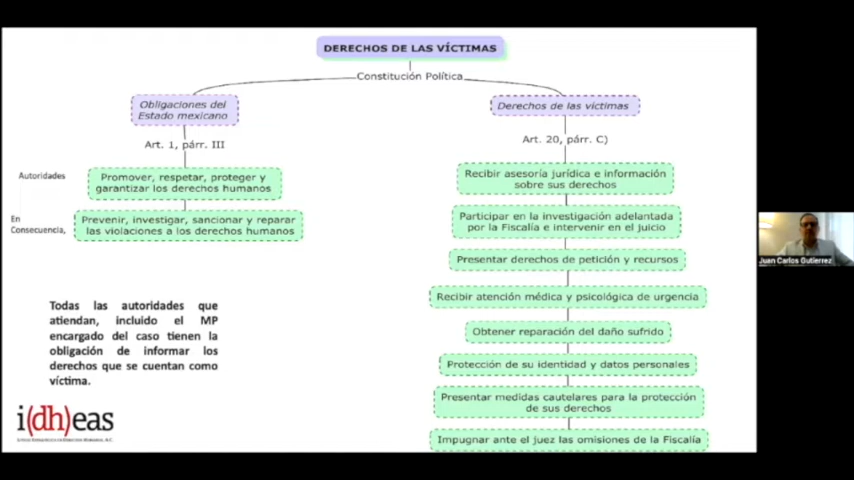 DERECHOS DE LAS VÍCTIMAS
Constitución Política
Obligaciones del
Estado mexicano
Art. 1, párr. III
Autoridades
Promover, respetar, proteger y
garantizar los derechos humanos
En
Consecuencia,
Prevenir, investigar, sancionar y reparar
las violaciones a los derechos humanos
Derechos de las víctimas
Art. 20, párr. C)
Recibir asesoría jurídica e información
sobre sus derechos
Participar en la investigación adelantada
por la Fiscalía e intervenir en el juicio
Presentar derechos de petición y recursos
Recibir atención médica y psicológica de urgencia
Obtener reparación del daño sufrido
Protección de su identidad y datos personales
Presentar medidas cautelares para la protección
de sus derechos
Impugnar ante el juez las omisiones de la Fiscalía
Todas las autoridades que
atiendan, incluido el MP
encargado del caso tienen la
obligación de informar los
derechos que se cuentan como
víctima.
i(dh)eas
Juan Carlos Gutierrez